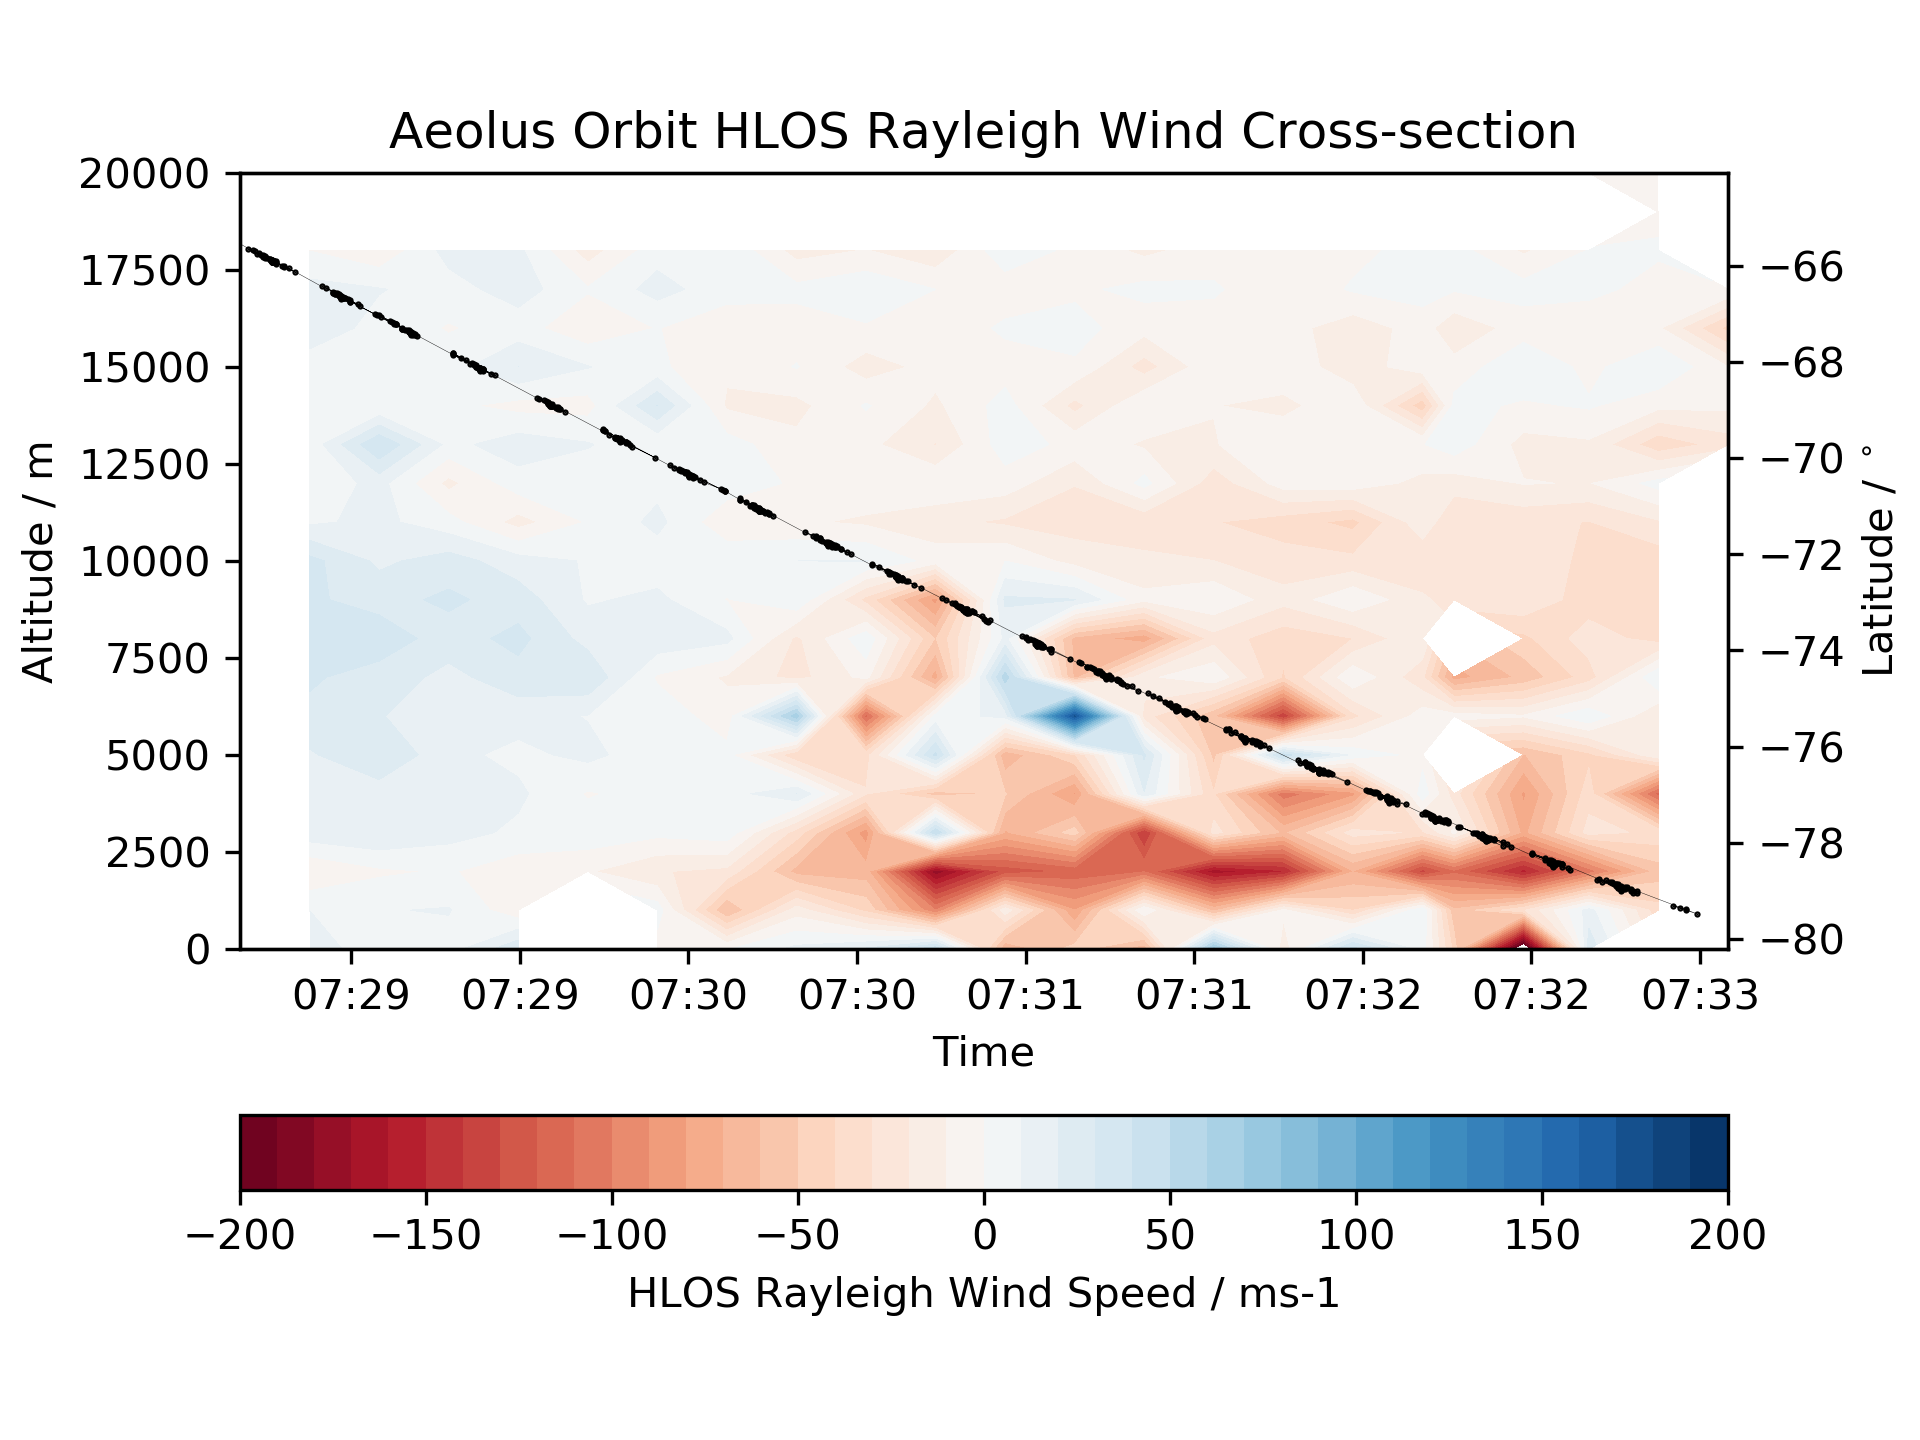 Aeolus Orbit HLOS Rayleigh Wind Cross-section
20000
17500
15000
12500
10000
7500
5000
2500
0
Altitude / m
−66
−68
−70
−72
−74
−76
−78
−80
Latitude / °
07:29 07:29 07:30 07:30 07:31 07:31 07:32 07:32 07:33
Time
−200 −150 −100 −50 0 50 100 150 200
HLOS Rayleigh Wind Speed / ms-1